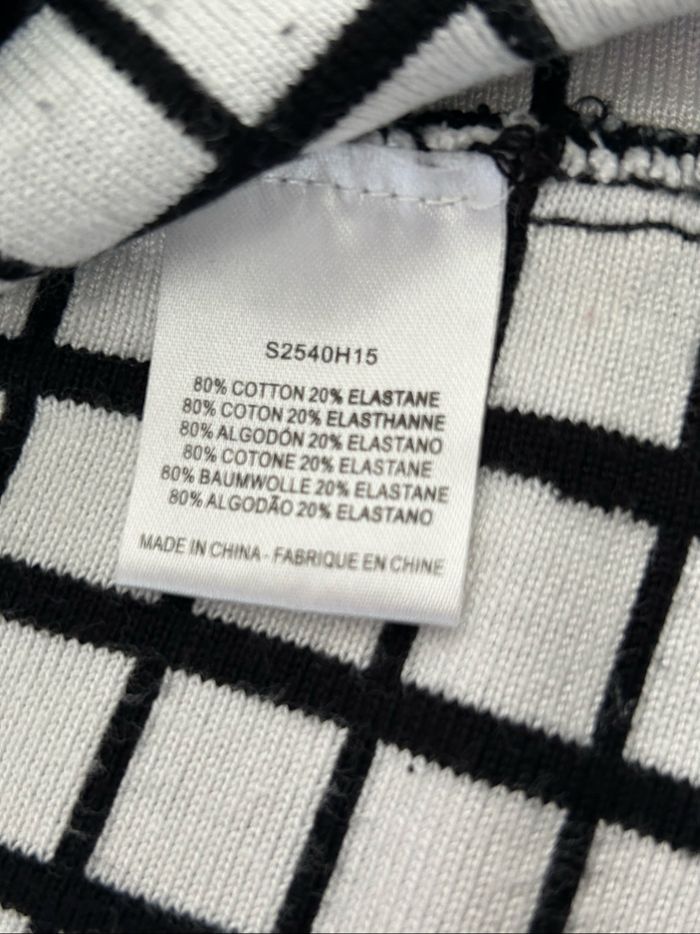 S2540H15
80% COTTON 20% ELASTANE
80% COTON 20% ELASTHANNE
80% ALGODÓN 20% ELASTANO
80% COTONE 20% ELASTANE
80% BAUMWOLLE 20% ELASTANE
80% ALGODÃO 20% ELASTANO
MADE IN CHINA - FABRIQUE EN CHINE